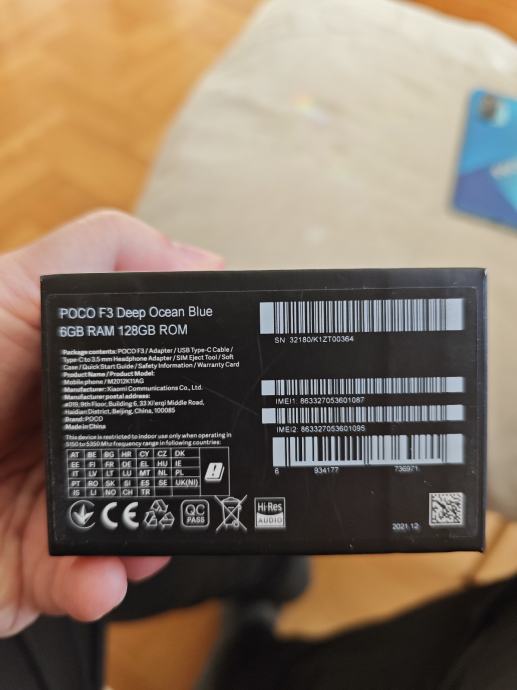 POCO F3 Deep Ocean Blue
6GB RAM 128GB ROM
Package contents: POCO F3 / Adapter / USB Type-C Cable /
Type-C to 3.5 mm Headphone Adapter / SIM Eject Tool / Soft
Case / Quick Start Guide / Safety Information / Warranty Card
Product Name / Product Model:
Mobile phone / M2012K11AG
Manufacturer: Xiaomi Communications Co., Ltd.
Manufacturer postal address:
#019, 9th Floor, Building 6, 33 Xi'erqi Middle Road,
Haidian District, Beijing, China, 100085
Brand: POCO
Made in China
This device is restricted to indoor use only when operating in
5150 to 5350 Mhz frequency range in following countries:
AT BE BG HR CY CZ DK
EE FI FR DE EL HU IE
IT LV LT LU MT NL PL
PT RO SK SI ES SE UK(NI)
IS LI NO CH TR
CE
QC
PASS
Hi-Res
AUDIO
SN 32180/K1ZT00364
IMEI1: 863327053601087
IMEI2: 863327053601095
6 934177 736971
2021.12